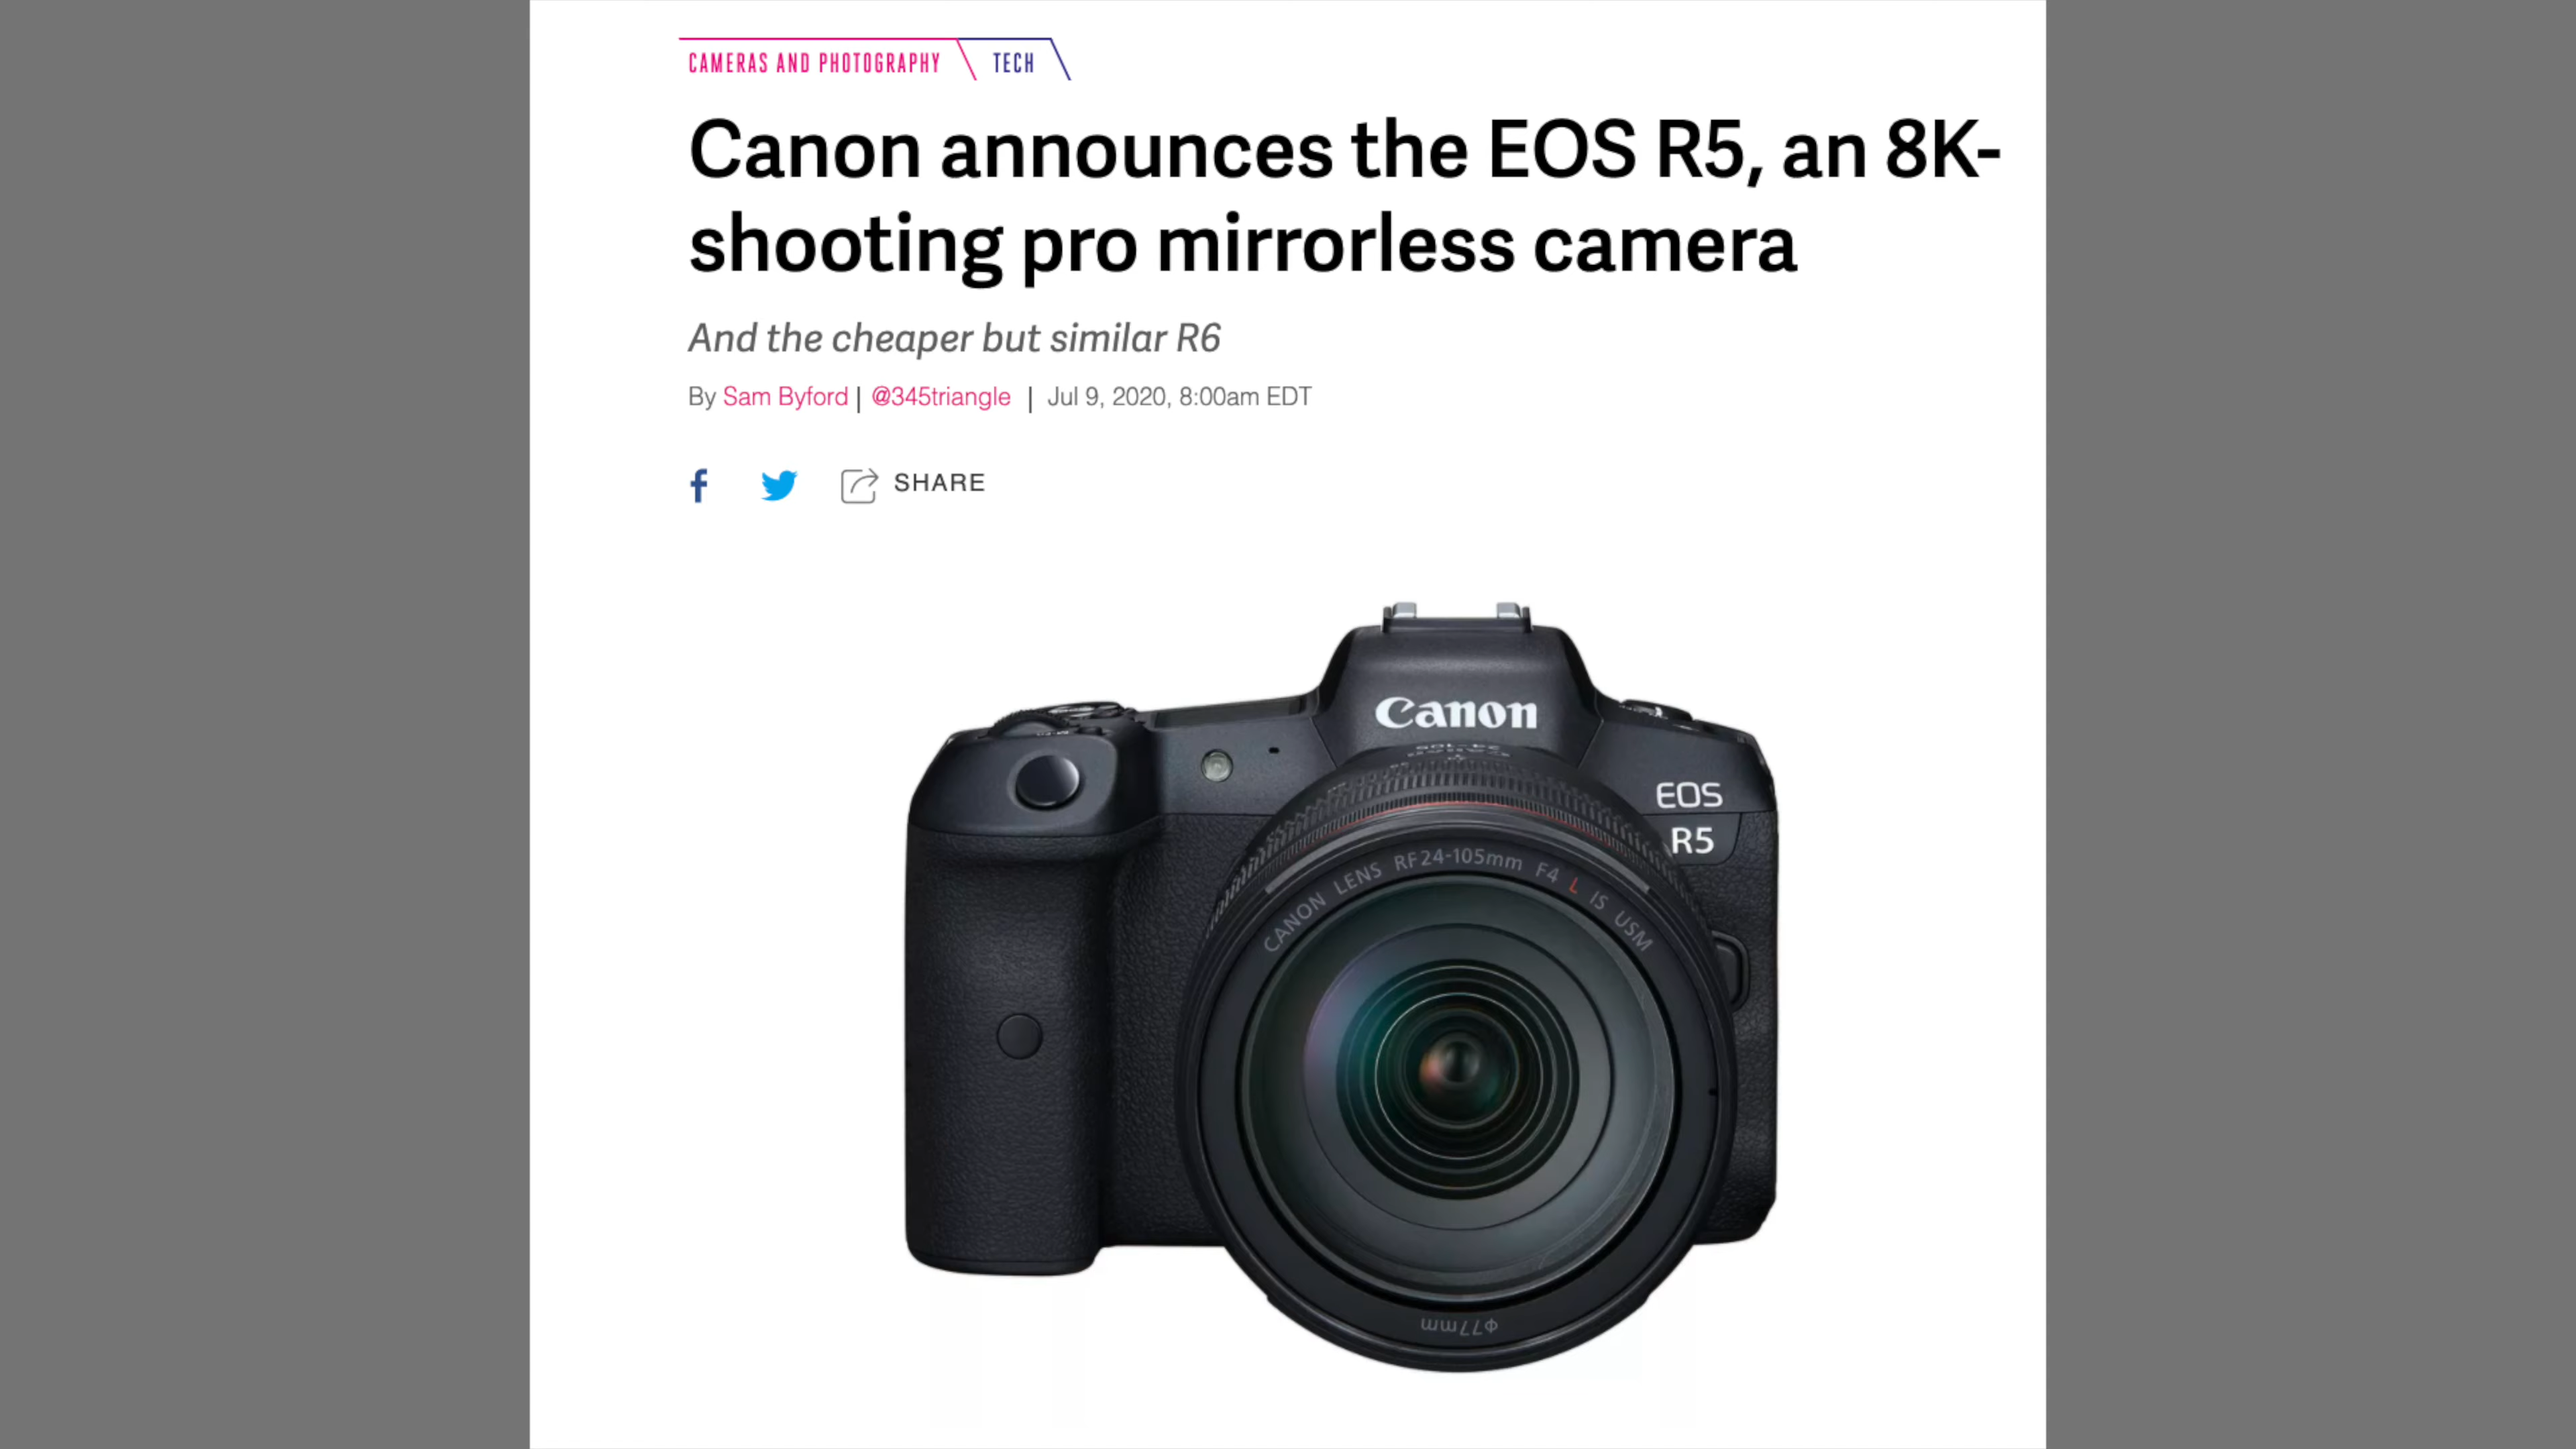 CAMERAS AND PHOTOGRAPHY TECH
Canon announces the EOS R5, an 8K-
shooting pro mirrorless camera
And the cheaper but similar R6
By Sam Byford | @345triangle | Jul 9, 2020, 8:00am EDT
f SHARE
Canon
EOS
R5
CANON LENS RF24-105mm F4 L IS USM
φ77mm